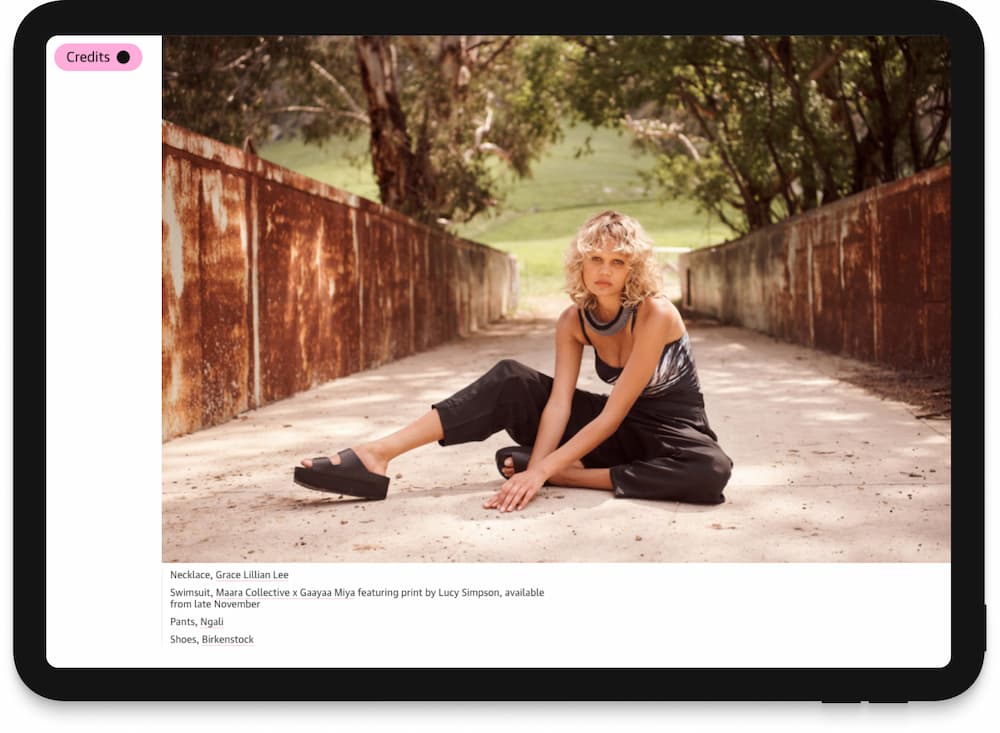 Credits
Necklace, Grace Lillian Lee
Swimsuit, Maara Collective x Gaayaa Miya featuring print by Lucy Simpson, available
from late November
Pants, Ngali
Shoes, Birkenstock